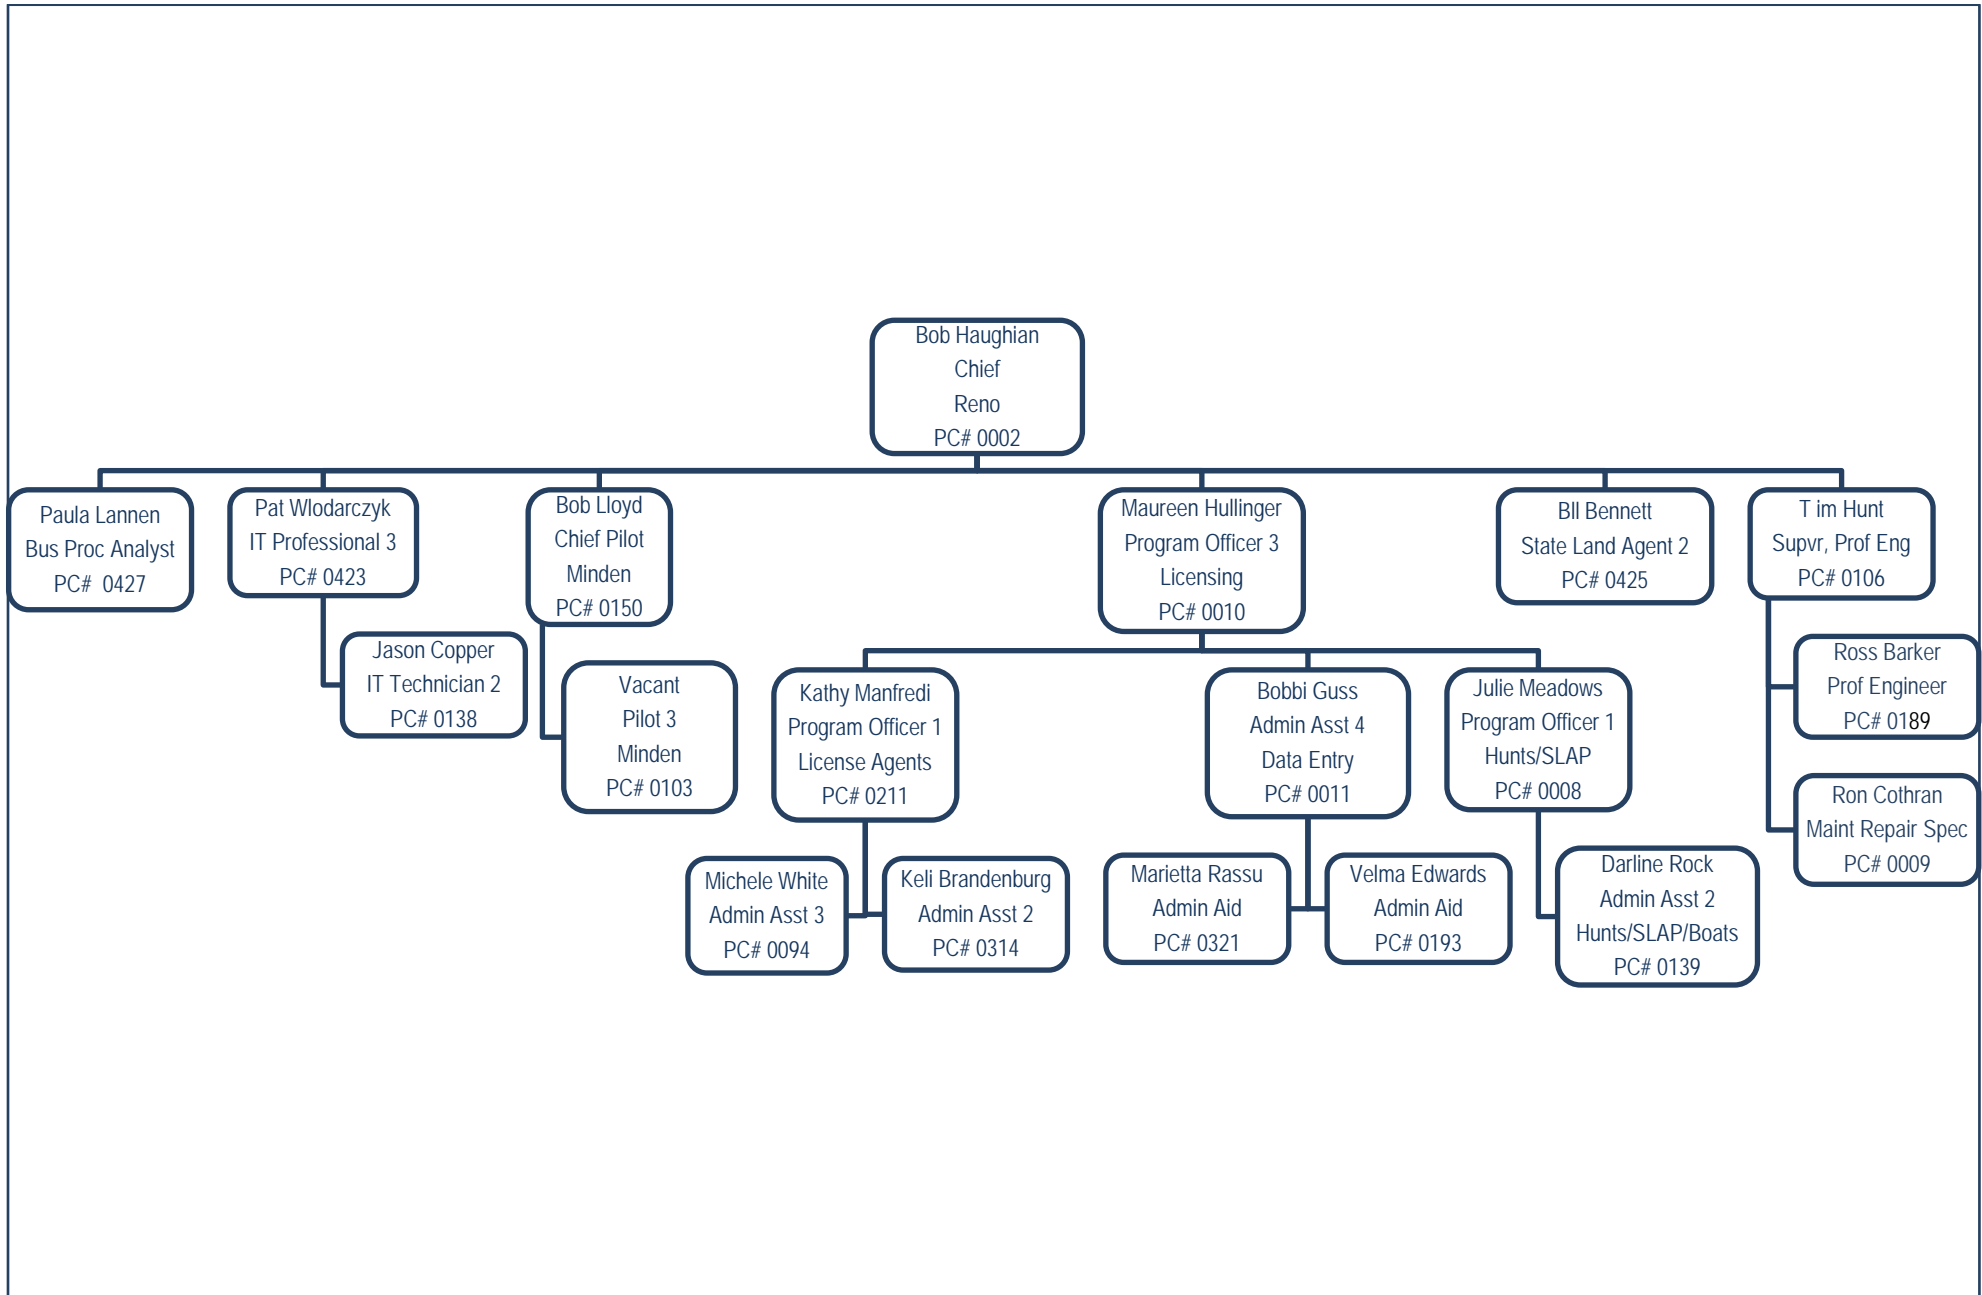 Bob Haughian
Chief
Reno
PC# 0002
Paula Lannen
Bus Proc Analyst
PC#  0427
Pat Wlodarczyk
IT Professional 3
PC# 0423
Bob Lloyd
Chief Pilot
Minden
PC# 0150
Maureen Hullinger
Program Officer 3
Licensing
PC# 0010
Bll Bennett
State Land Agent 2
PC# 0425
T im Hunt
Supvr, Prof Eng
PC# 0106
Jason Copper
IT Technician 2
PC# 0138
Vacant
Pilot 3
Minden
PC# 0103
Kathy Manfredi
Program Officer 1
License Agents
PC# 0211
Bobbi Guss
Admin Asst 4
Data Entry
PC# 0011
Julie Meadows
Program Officer 1
Hunts/SLAP
PC# 0008
Ross Barker
Prof Engineer
PC# 0189
Ron Cothran
Maint Repair Spec
PC# 0009
Michele White
Admin Asst 3
PC# 0094
Keli Brandenburg
Admin Asst 2
PC# 0314
Marietta Rassu
Admin Aid
PC# 0321
Velma Edwards
Admin Aid
PC# 0193
Darline Rock
Admin Asst 2
Hunts/SLAP/Boats
PC# 0139